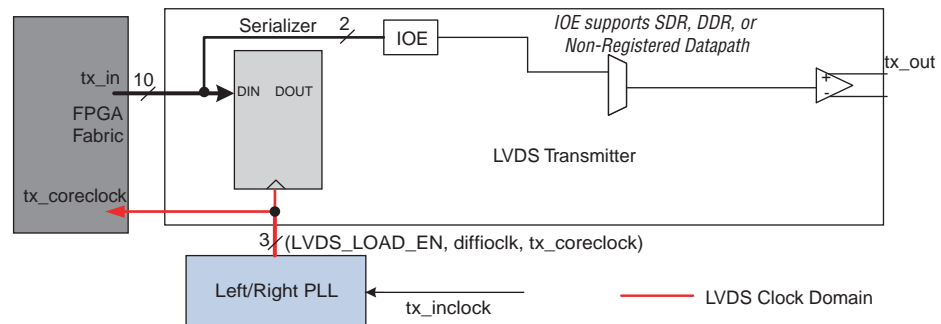 Serializer
2
IOE
IOE supports SDR, DDR, or
Non-Registered Datapath
tx_in
10
FPGA
Fabric
DIN DOUT
+
-
tx_out
LVDS Transmitter
tx_coreclock
3
(LVDS_LOAD_EN, diffioclk, tx_coreclock)
Left/Right PLL
tx_inclock
LVDS Clock Domain